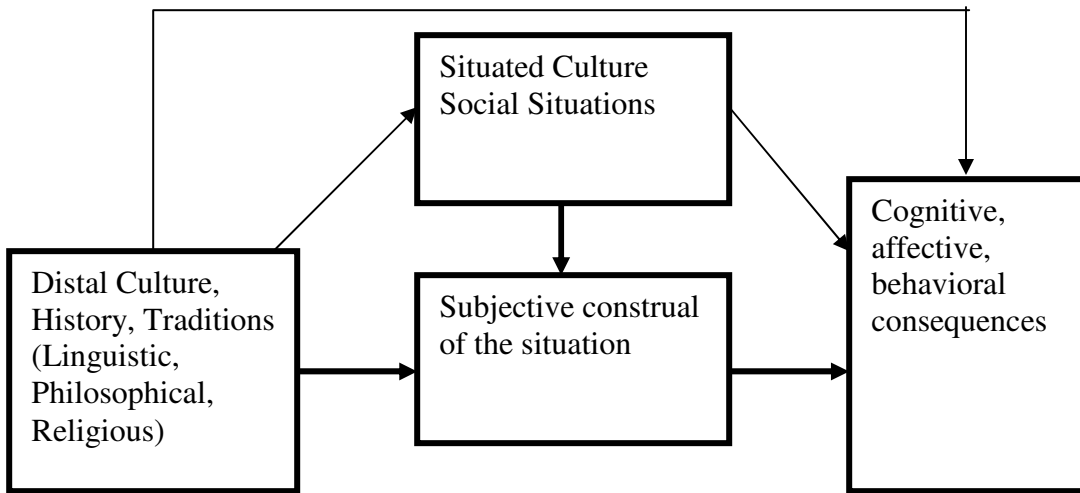 Situated Culture
Social Situations
Distal Culture,
History, Traditions
(Linguistic,
Philosophical,
Religious)
Subjective construal
of the situation
Cognitive,
affective,
behavioral
consequences